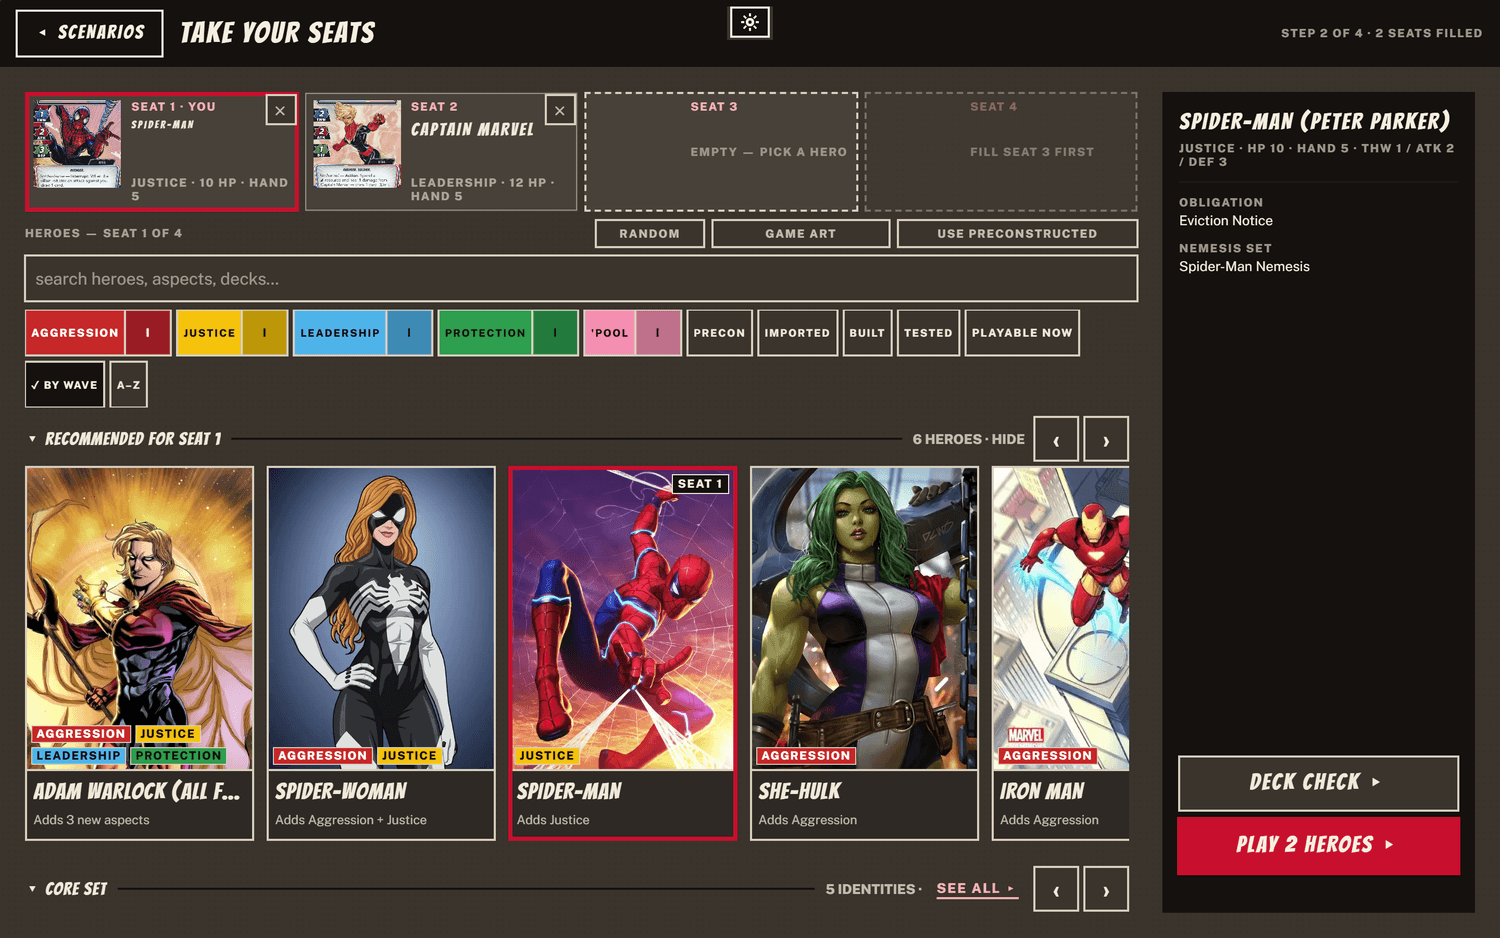 ◂ SCENARIOS
TAKE YOUR SEATS
STEP 2 OF 4 · 2 SEATS FILLED
SEAT 1 · YOU
SPIDER-MAN
JUSTICE · 10 HP · HAND
5
SEAT 2
CAPTAIN MARVEL
LEADERSHIP · 12 HP ·
HAND 5
SEAT 3
EMPTY — PICK A HERO
SEAT 4
FILL SEAT 3 FIRST
HEROES — SEAT 1 OF 4
RANDOM
GAME ART
USE PRECONSTRUCTED
search heroes, aspects, decks...
AGGRESSION I
JUSTICE I
LEADERSHIP I
PROTECTION I
'POOL I
PRECON
IMPORTED
BUILT
TESTED
PLAYABLE NOW
✓ BY WAVE
A–Z
▾ RECOMMENDED FOR SEAT 1
6 HEROES · HIDE
‹ ›
AGGRESSION JUSTICE
LEADERSHIP PROTECTION
ADAM WARLOCK (ALL F...
Adds 3 new aspects
AGGRESSION JUSTICE
SPIDER-WOMAN
Adds Aggression + Justice
SEAT 1
JUSTICE
SPIDER-MAN
Adds Justice
AGGRESSION
SHE-HULK
Adds Aggression
MARVEL
AGGRESSION
IRON MAN
Adds Aggression
▾ CORE SET
5 IDENTITIES ·
SEE ALL ▸
‹ ›
SPIDER-MAN (PETER PARKER)
JUSTICE · HP 10 · HAND 5 · THW 1 / ATK 2
/ DEF 3
OBLIGATION
Eviction Notice
NEMESIS SET
Spider-Man Nemesis
DECK CHECK ▸
PLAY 2 HEROES ▸